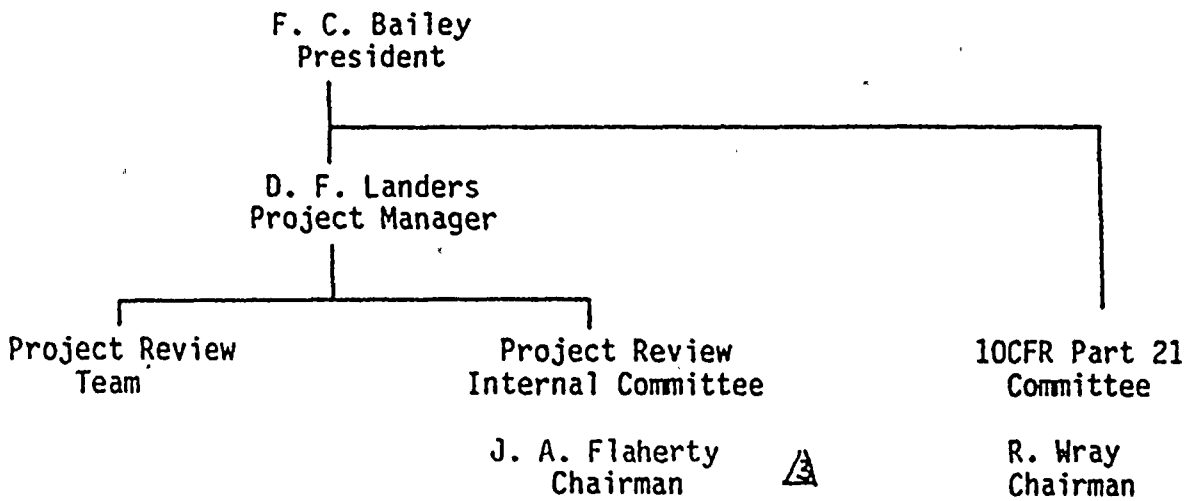 F. C. Bailey
President
D. F. Landers
Project Manager
Project Review
Team
Project Review
Internal Committee
J. A. Flaherty
Chairman
3
10CFR Part 21
Committee
R. Wray
Chairman